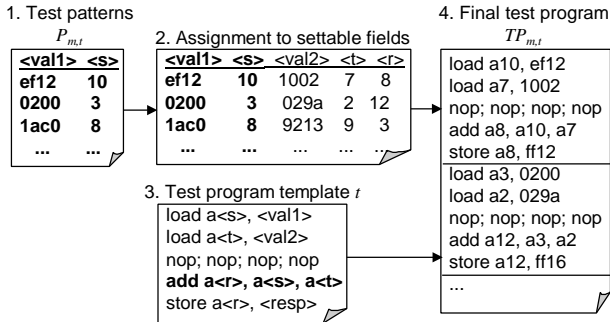 1. Test patterns
P_{m,t}
<val1> <s>
ef12 10
0200 3
1ac0 8
... ...
2. Assignment to settable fields
<val1> <s> <val2> <t> <r>
ef12 10 1002 7 8
0200 3 029a 2 12
1ac0 8 9213 9 3
... ... ... ... ...
3. Test program template t
load a<s>, <val1>
load a<t>, <val2>
nop; nop; nop; nop
add a<r>, a<s>, a<t>
store a<r>, <resp>
4. Final test program
TP_{m,t}
load a10, ef12
load a7, 1002
nop; nop; nop; nop
add a8, a10, a7
store a8, ff12
load a3, 0200
load a2, 029a
nop; nop; nop; nop
add a12, a3, a2
store a12, ff16
...